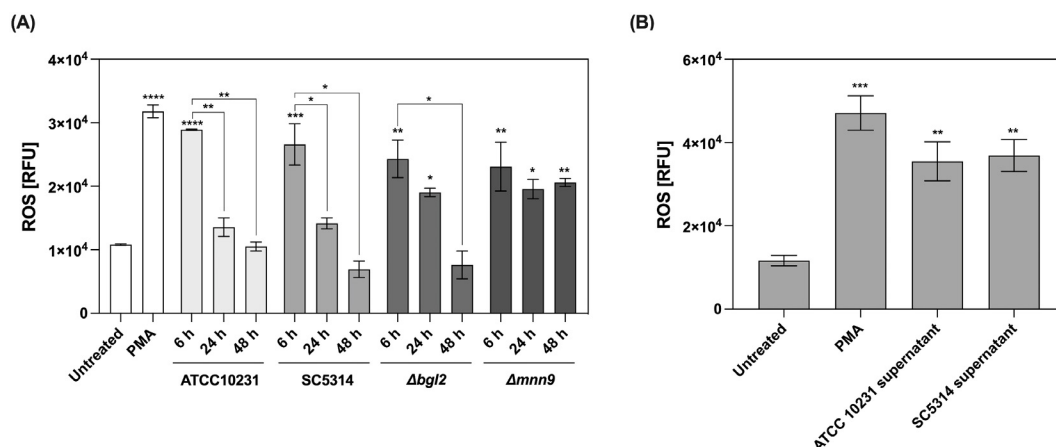 (A)
ROS [RFU]
4×10⁴
3×10⁴
2×10⁴
1×10⁴
0
****
****
**
**
***
*
*
**
*
*
**
*
**
Untreated
PMA
6 h
24 h
48 h
6 h
24 h
48 h
6 h
24 h
48 h
6 h
24 h
48 h
ATCC10231
SC5314
Δbgl2
Δmnn9
(B)
ROS [RFU]
6×10⁴
4×10⁴
2×10⁴
0
***
**
**
Untreated
PMA
ATCC 10231 supernatant
SC5314 supernatant